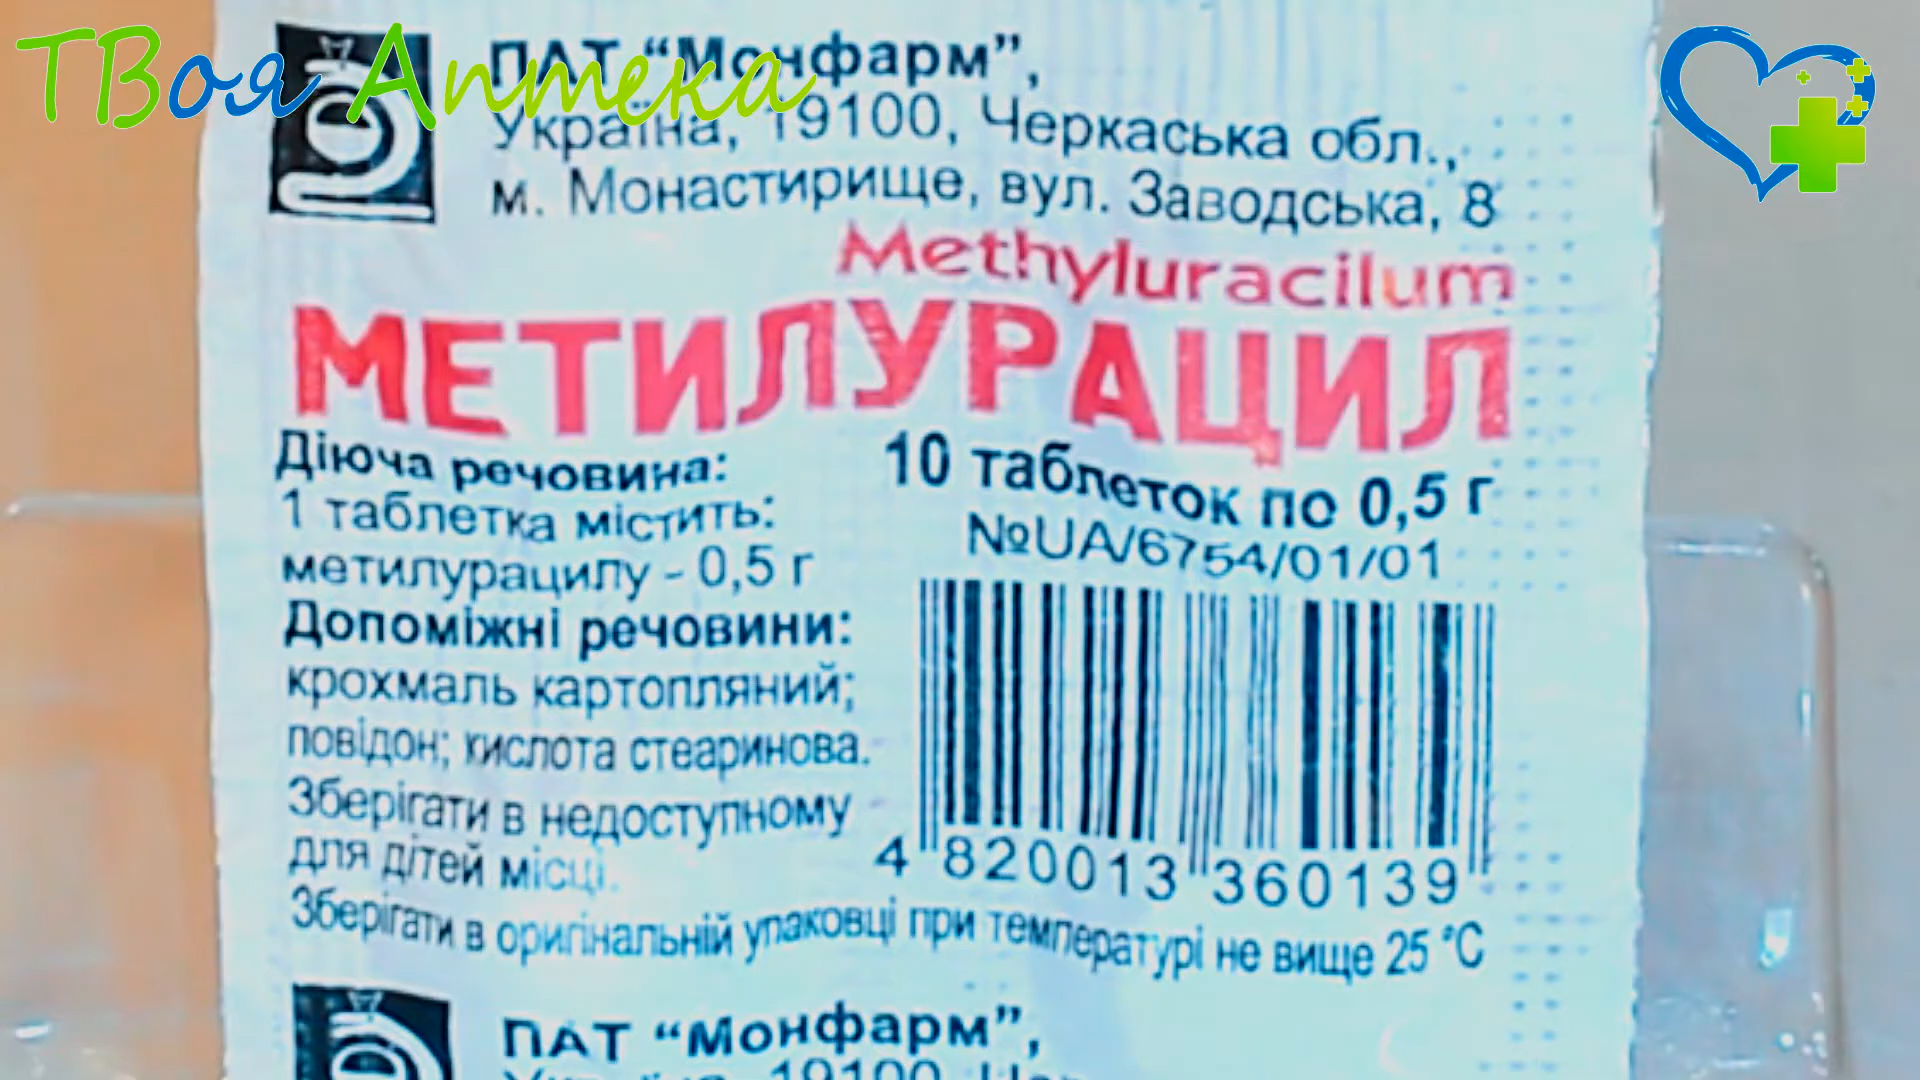 ТВоя Аптека
ПАТ “Монфарм”,
Україна, 19100, Черкаська обл.,
м. Монастирище, вул. Заводська, 8
Methyluracilum
МЕТИЛУРАЦИЛ
Діюча речовина:
1 таблетка містить:
метилурацилу - 0,5 г
10 таблеток по 0,5 г
№UA/6754/01/01
Допоміжні речовини:
крохмаль картопляний;
повідон; кислота стеаринова.
Зберігати в недоступному
для дітей місці.
4 820013 360139
Зберігати в оригінальній упаковці при температурі не вище 25 °C
ПАТ “Монфарм”,
19100